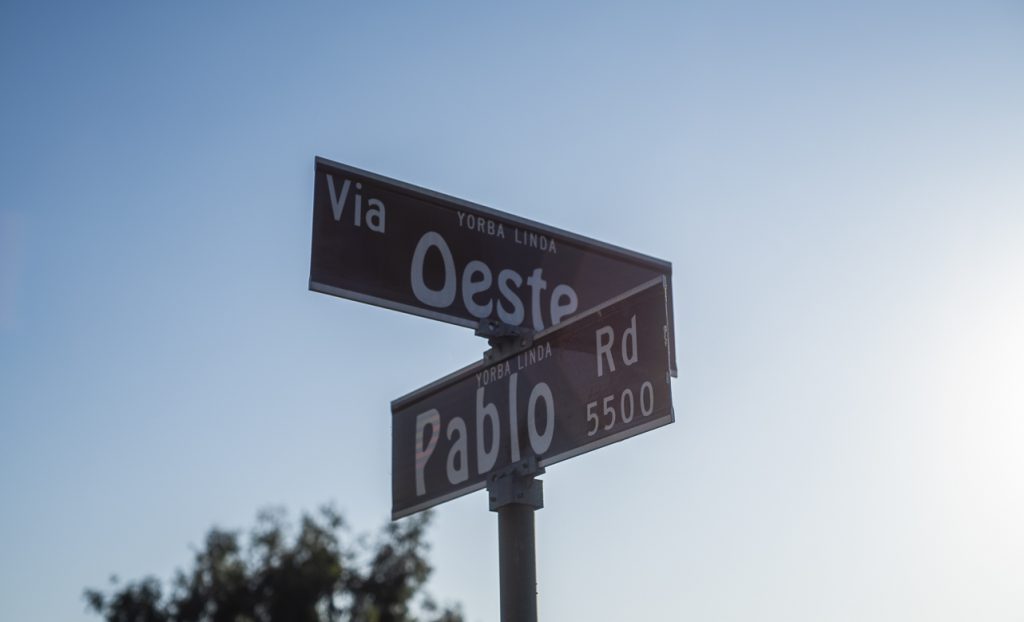 Via
YORBA LINDA
Oeste
YORBA LINDA
Rd
Pablo
5500